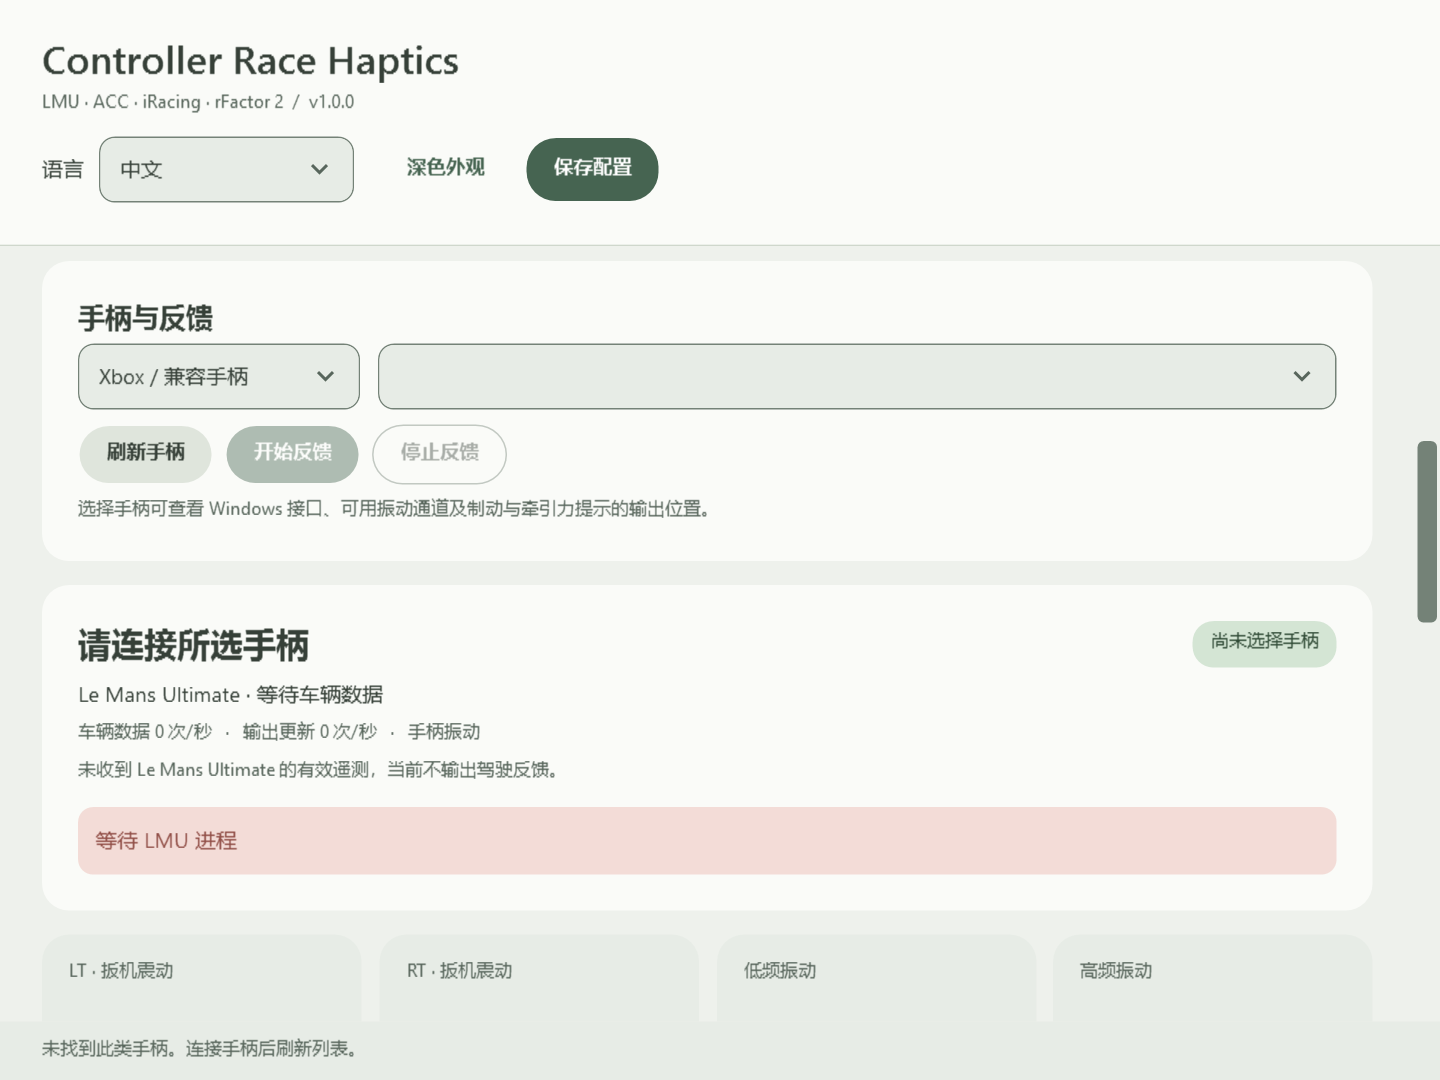 Controller Race Haptics
LMU · ACC · iRacing · rFactor 2 / v1.0.0
语言 中文 深色外观 保存配置
手柄与反馈
Xbox / 兼容手柄
刷新手柄 开始反馈 停止反馈
选择手柄可查看 Windows 接口、可用振动通道及制动与牵引力提示的输出位置。
请连接所选手柄 尚未选择手柄
Le Mans Ultimate · 等待车辆数据
车辆数据 0 次/秒 · 输出更新 0 次/秒 · 手柄振动
未收到 Le Mans Ultimate 的有效遥测，当前不输出驾驶反馈。
等待 LMU 进程
LT · 扳机震动 RT · 扳机震动 低频振动 高频振动
未找到此类手柄。连接手柄后刷新列表。